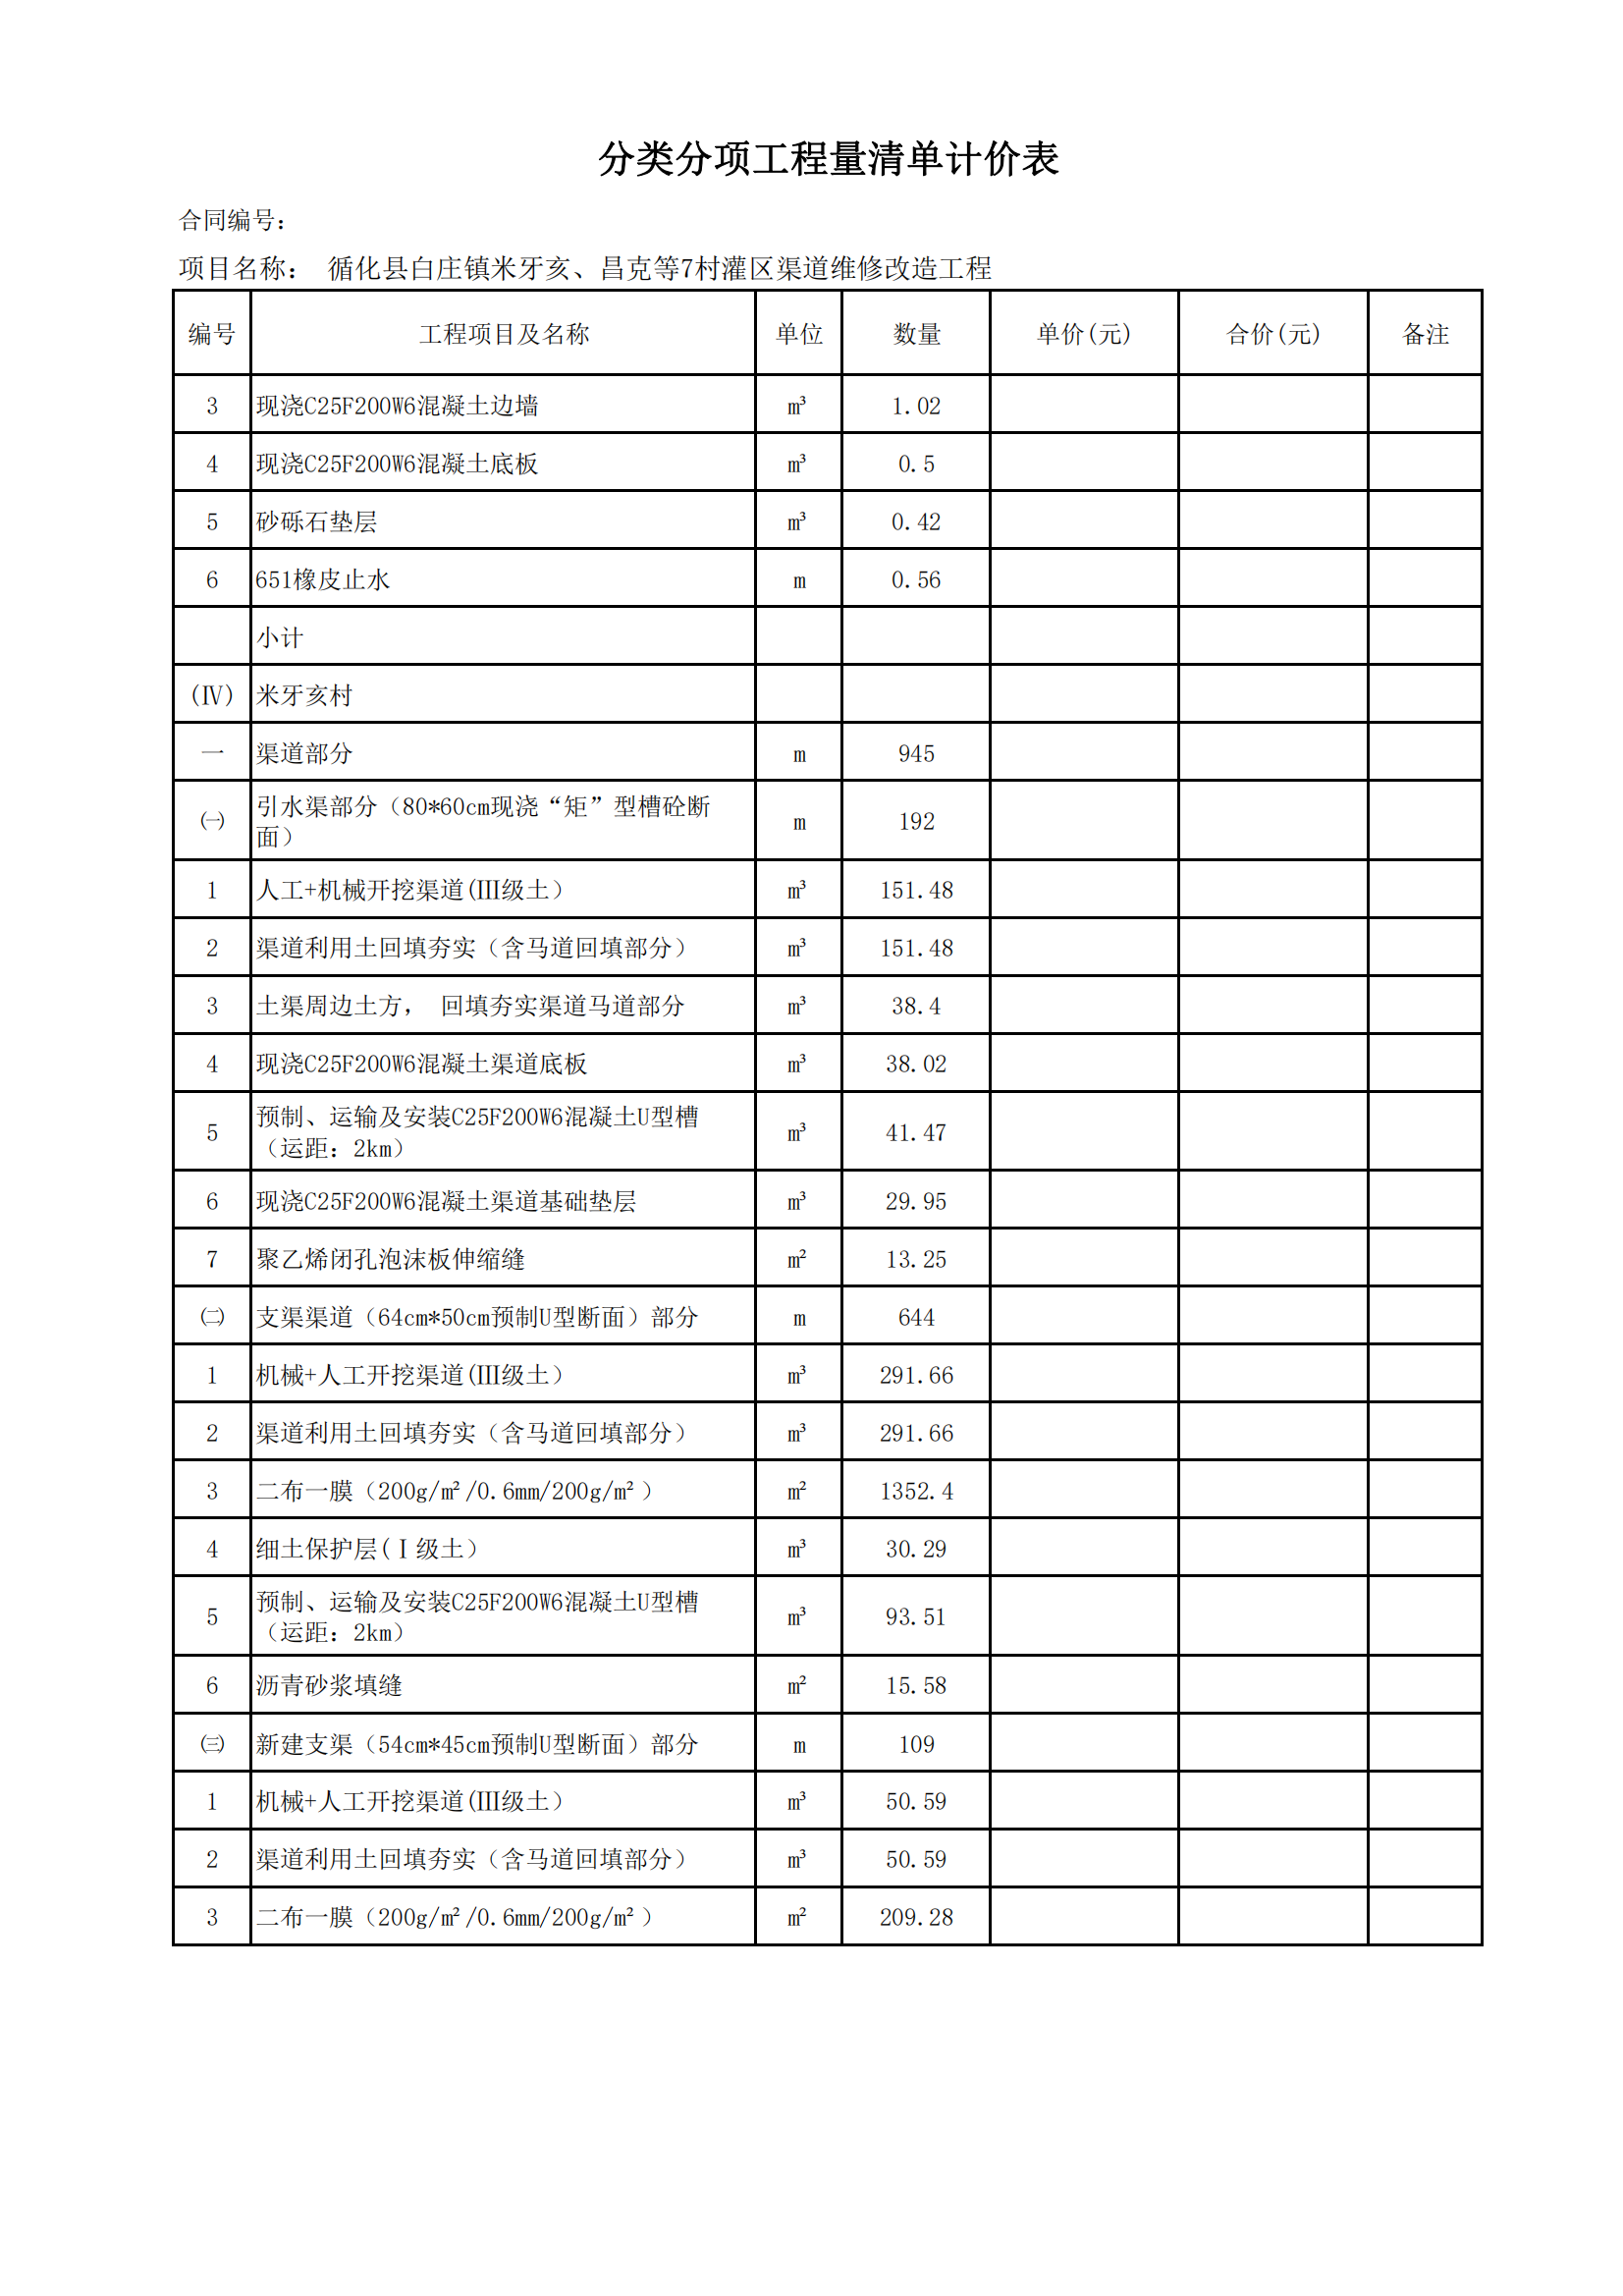 分类分项工程量清单计价表
合同编号：
项目名称： 循化县白庄镇米牙亥、昌克等7村灌区渠道维修改造工程
编号 工程项目及名称 单位 数量 单价(元) 合价(元) 备注
3 现浇C25F200W6混凝土边墙 m³ 1.02
4 现浇C25F200W6混凝土底板 m³ 0.5
5 砂砾石垫层 m³ 0.42
6 651橡皮止水 m 0.56
小计
(Ⅳ) 米牙亥村
一 渠道部分 m 945
㈠ 引水渠部分（80*60cm现浇“矩”型槽砼断
面） m 192
1 人工+机械开挖渠道(Ⅲ级土） m³ 151.48
2 渠道利用土回填夯实（含马道回填部分） m³ 151.48
3 土渠周边土方， 回填夯实渠道马道部分 m³ 38.4
4 现浇C25F200W6混凝土渠道底板 m³ 38.02
5 预制、运输及安装C25F200W6混凝土U型槽
（运距：2km） m³ 41.47
6 现浇C25F200W6混凝土渠道基础垫层 m³ 29.95
7 聚乙烯闭孔泡沫板伸缩缝 m² 13.25
㈡ 支渠渠道（64cm*50cm预制U型断面）部分 m 644
1 机械+人工开挖渠道(Ⅲ级土） m³ 291.66
2 渠道利用土回填夯实（含马道回填部分） m³ 291.66
3 二布一膜（200g/m²/0.6mm/200g/m²） m² 1352.4
4 细土保护层(Ⅰ级土） m³ 30.29
5 预制、运输及安装C25F200W6混凝土U型槽
（运距：2km） m³ 93.51
6 沥青砂浆填缝 m² 15.58
㈢ 新建支渠（54cm*45cm预制U型断面）部分 m 109
1 机械+人工开挖渠道(Ⅲ级土） m³ 50.59
2 渠道利用土回填夯实（含马道回填部分） m³ 50.59
3 二布一膜（200g/m²/0.6mm/200g/m²） m² 209.28